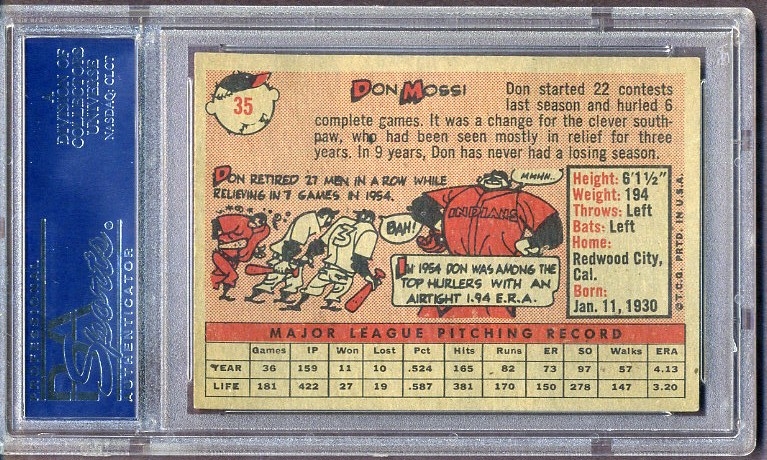 A
DIVISION OF
COLLECTORS
UNIVERSE
NASDAQ: CLCT
PROFESSIONAL
PSA
Sports
AUTHENTICATOR
35
DON MOSSI
Don started 22 contests
last season and hurled 6
complete games. It was a change for the clever south-
paw, who had been seen mostly in relief for three
years. In 9 years, Don has never had a losing season.
DON RETIRED 27 MEN IN A ROW WHILE
RELIEVING IN 7 GAMES IN 1954.
3
BAH!
MMHN..
INDIANS
IN 1954 DON WAS AMONG THE
TOP HURLERS WITH AN
AIRTIGHT 1.94 E.R.A.
Height: 6'1½"
Weight: 194
Throws: Left
Bats: Left
Home:
Redwood City,
Cal.
Born:
Jan. 11, 1930
©T.C.G. PRTD. IN U.S.A.
MAJOR LEAGUE PITCHING RECORD
Games IP Won Lost Pct Hits Runs ER SO Walks ERA
YEAR 36 159 11 10 .524 165 82 73 97 57 4.13
LIFE 181 422 27 19 .587 381 170 150 278 147 3.20